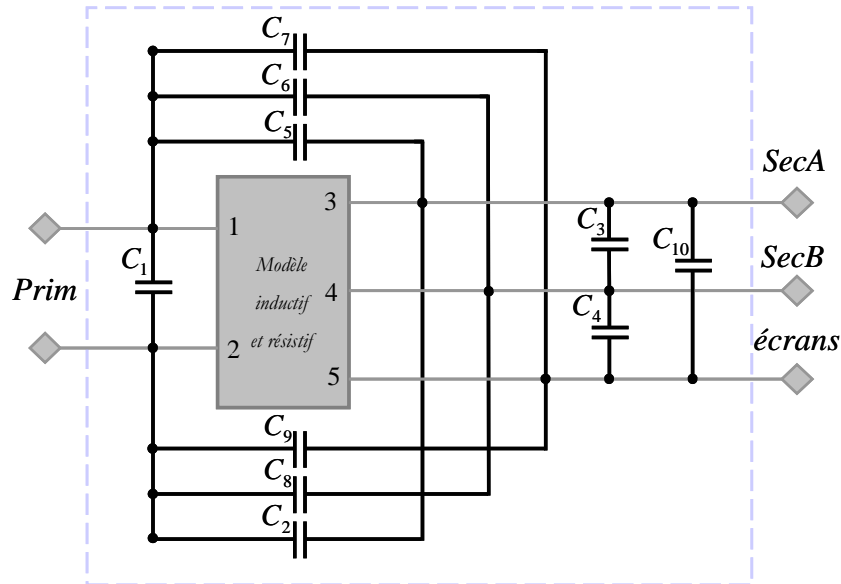 C7
C6
C5
SecA
3
C3
1
C10
C1
Modèle
SecB
Prim
inductif
4
C4
et résistif
2
écrans
5
C9
C8
C2